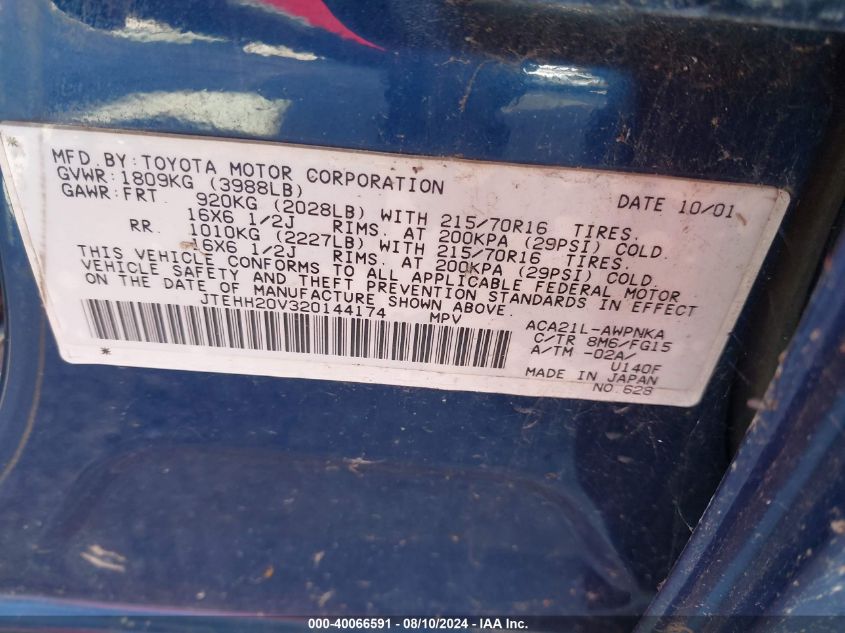 MFD.BY:TOYOTA MOTOR CORPORATION DATE 10/01
GVWR:1809KG (3988LB)
GAWR:FRT. 920KG (2028LB) WITH 215/70R16 TIRES.
16X6 1/2J RIMS. AT 200KPA (29PSI) COLD.
RR. 1010KG (2227LB) WITH 215/70R16 TIRES.
16X6 1/2J RIMS. AT 200KPA (29PSI) COLD.
THIS VEHICLE CONFORMS TO ALL APPLICABLE FEDERAL MOTOR
VEHICLE SAFETY AND THEFT PREVENTION STANDARDS IN EFFECT
ON THE DATE OF MANUFACTURE SHOWN ABOVE.
JTEHH20V320144174 MPV
ACA21L-AWPNKA
C/TR 8M6/FG15
A/TM -02A/
U140F
MADE IN JAPAN
NO.628
* *
000-40066591 - 08/10/2024 - IAA Inc.